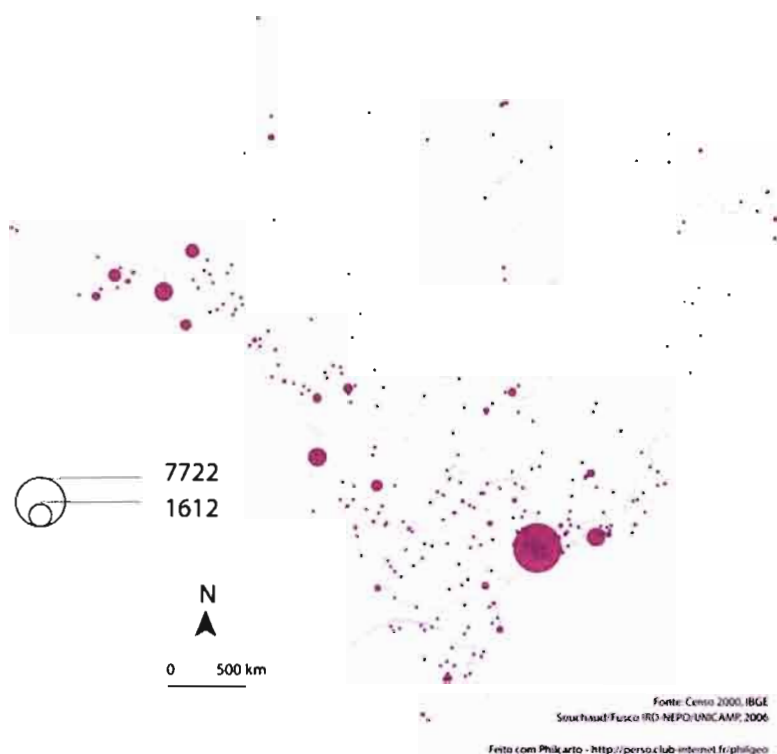 7722
1612
N
0 500 km
Fonte: Censo 2000, IBGE
Souchaud/Fusco IRD-NEPO/UNICAMP, 2006
Feito com Philcarto - http://perso.club-internet.fr/philgeo